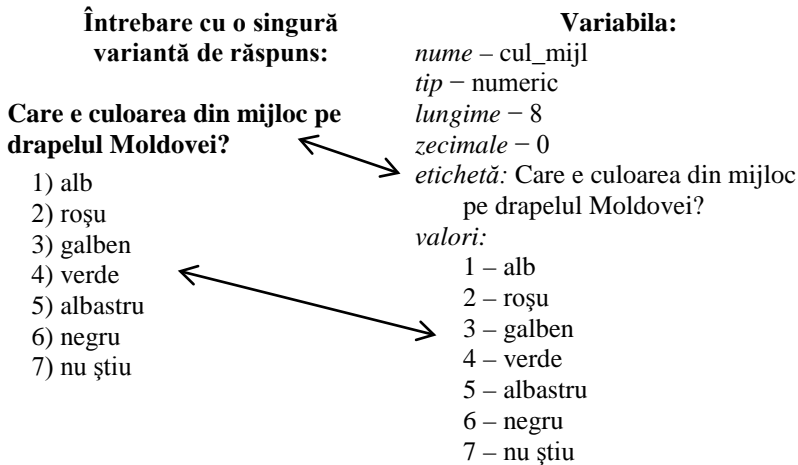 Întrebare cu o singură
variantă de răspuns:
Care e culoarea din mijloc pe
drapelul Moldovei?
1) alb
2) roşu
3) galben
4) verde
5) albastru
6) negru
7) nu ştiu
Variabila:
nume – cul_mijl
tip − numeric
lungime − 8
zecimale − 0
etichetă: Care e culoarea din mijloc
pe drapelul Moldovei?
valori:
1 – alb
2 – roşu
3 – galben
4 – verde
5 – albastru
6 – negru
7 – nu ştiu